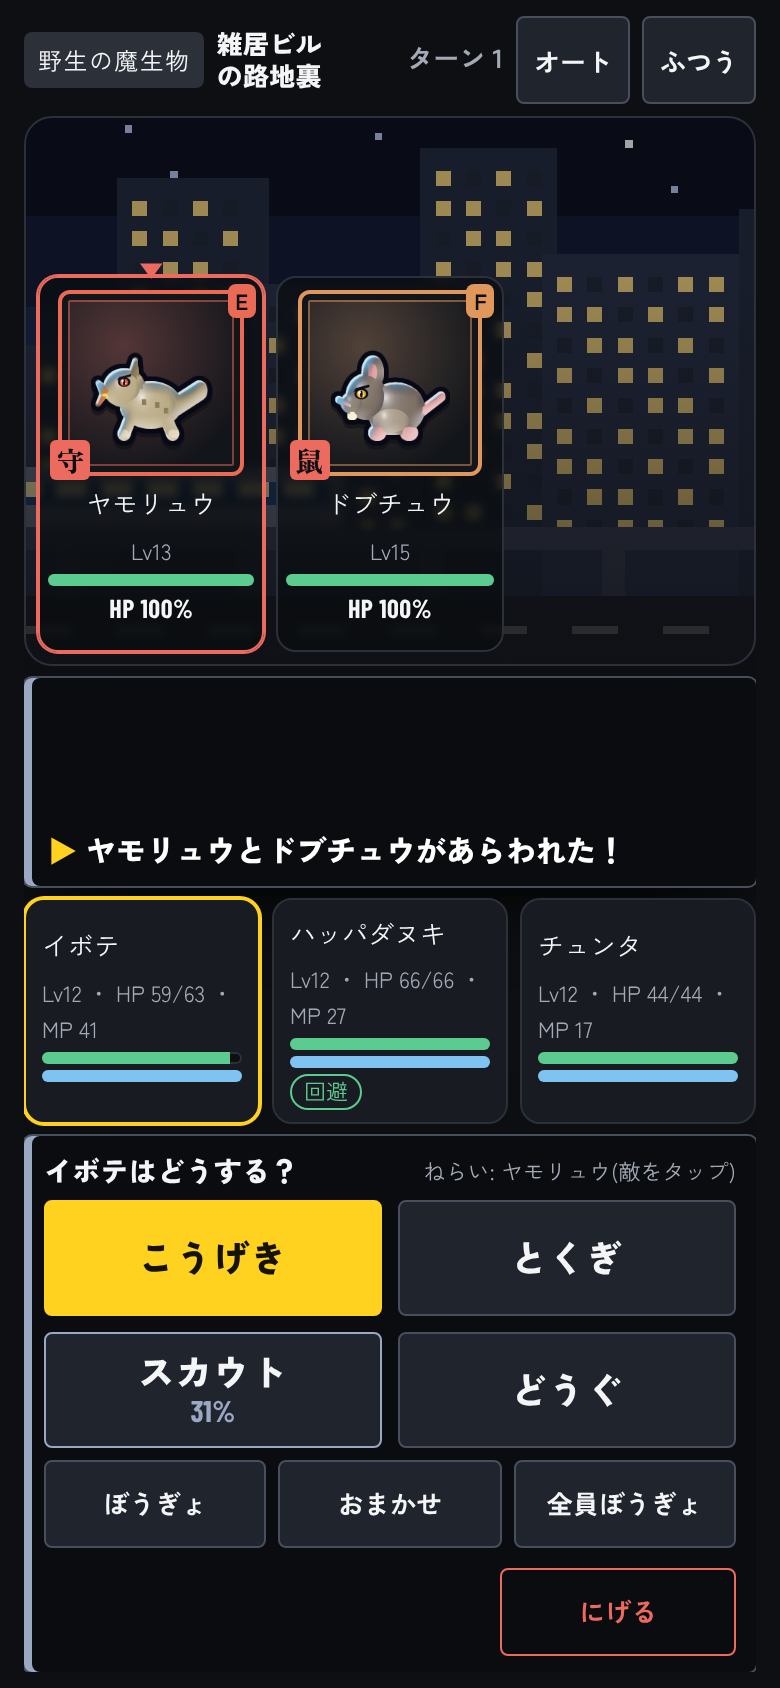 野生の魔生物
雑居ビル
の路地裏
ターン 1
オート
ふつう
E
F
守
鼠
ヤモリュウ
ドブチュウ
Lv13
Lv15
HP 100%
HP 100%
▶ ヤモリュウとドブチュウがあらわれた！
イボテ
Lv12 ・ HP 59/63 ・
MP 41
ハッパダヌキ
Lv12 ・ HP 66/66 ・
MP 27
回避
チュンタ
Lv12 ・ HP 44/44 ・
MP 17
イボテはどうする？
ねらい: ヤモリュウ(敵をタップ)
こうげき
とくぎ
スカウト
31%
どうぐ
ぼうぎょ
おまかせ
全員ぼうぎょ
にげる